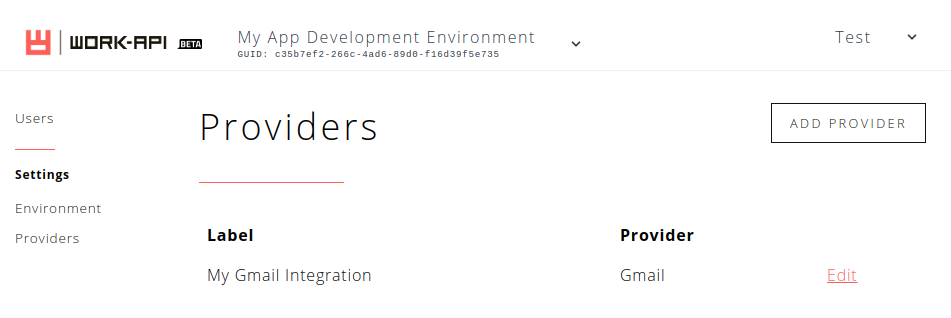 WORK-API BETA
My App Development Environment
GUID: c35b7ef2-266c-4ad6-89d0-f16d39f5e735
Test
Users
Settings
Environment
Providers
Providers
ADD PROVIDER
Label Provider
My Gmail Integration Gmail Edit